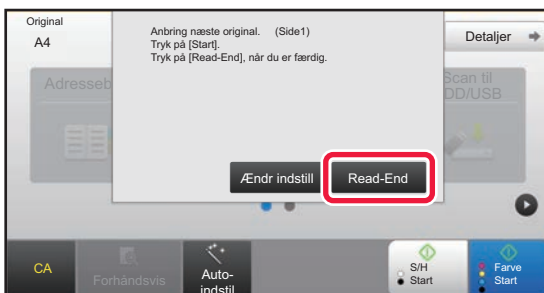 Original
A4
Anbring næste original. (Side1)
Tryk på [Start].
Tryk på [Read-End], når du er færdig.
Detaljer
Adresseb
Scan til
DD/USB
Ændr indstill
Read-End
CA
Forhåndsvis
Auto-
indstil
S/H
Start
Farve
Start